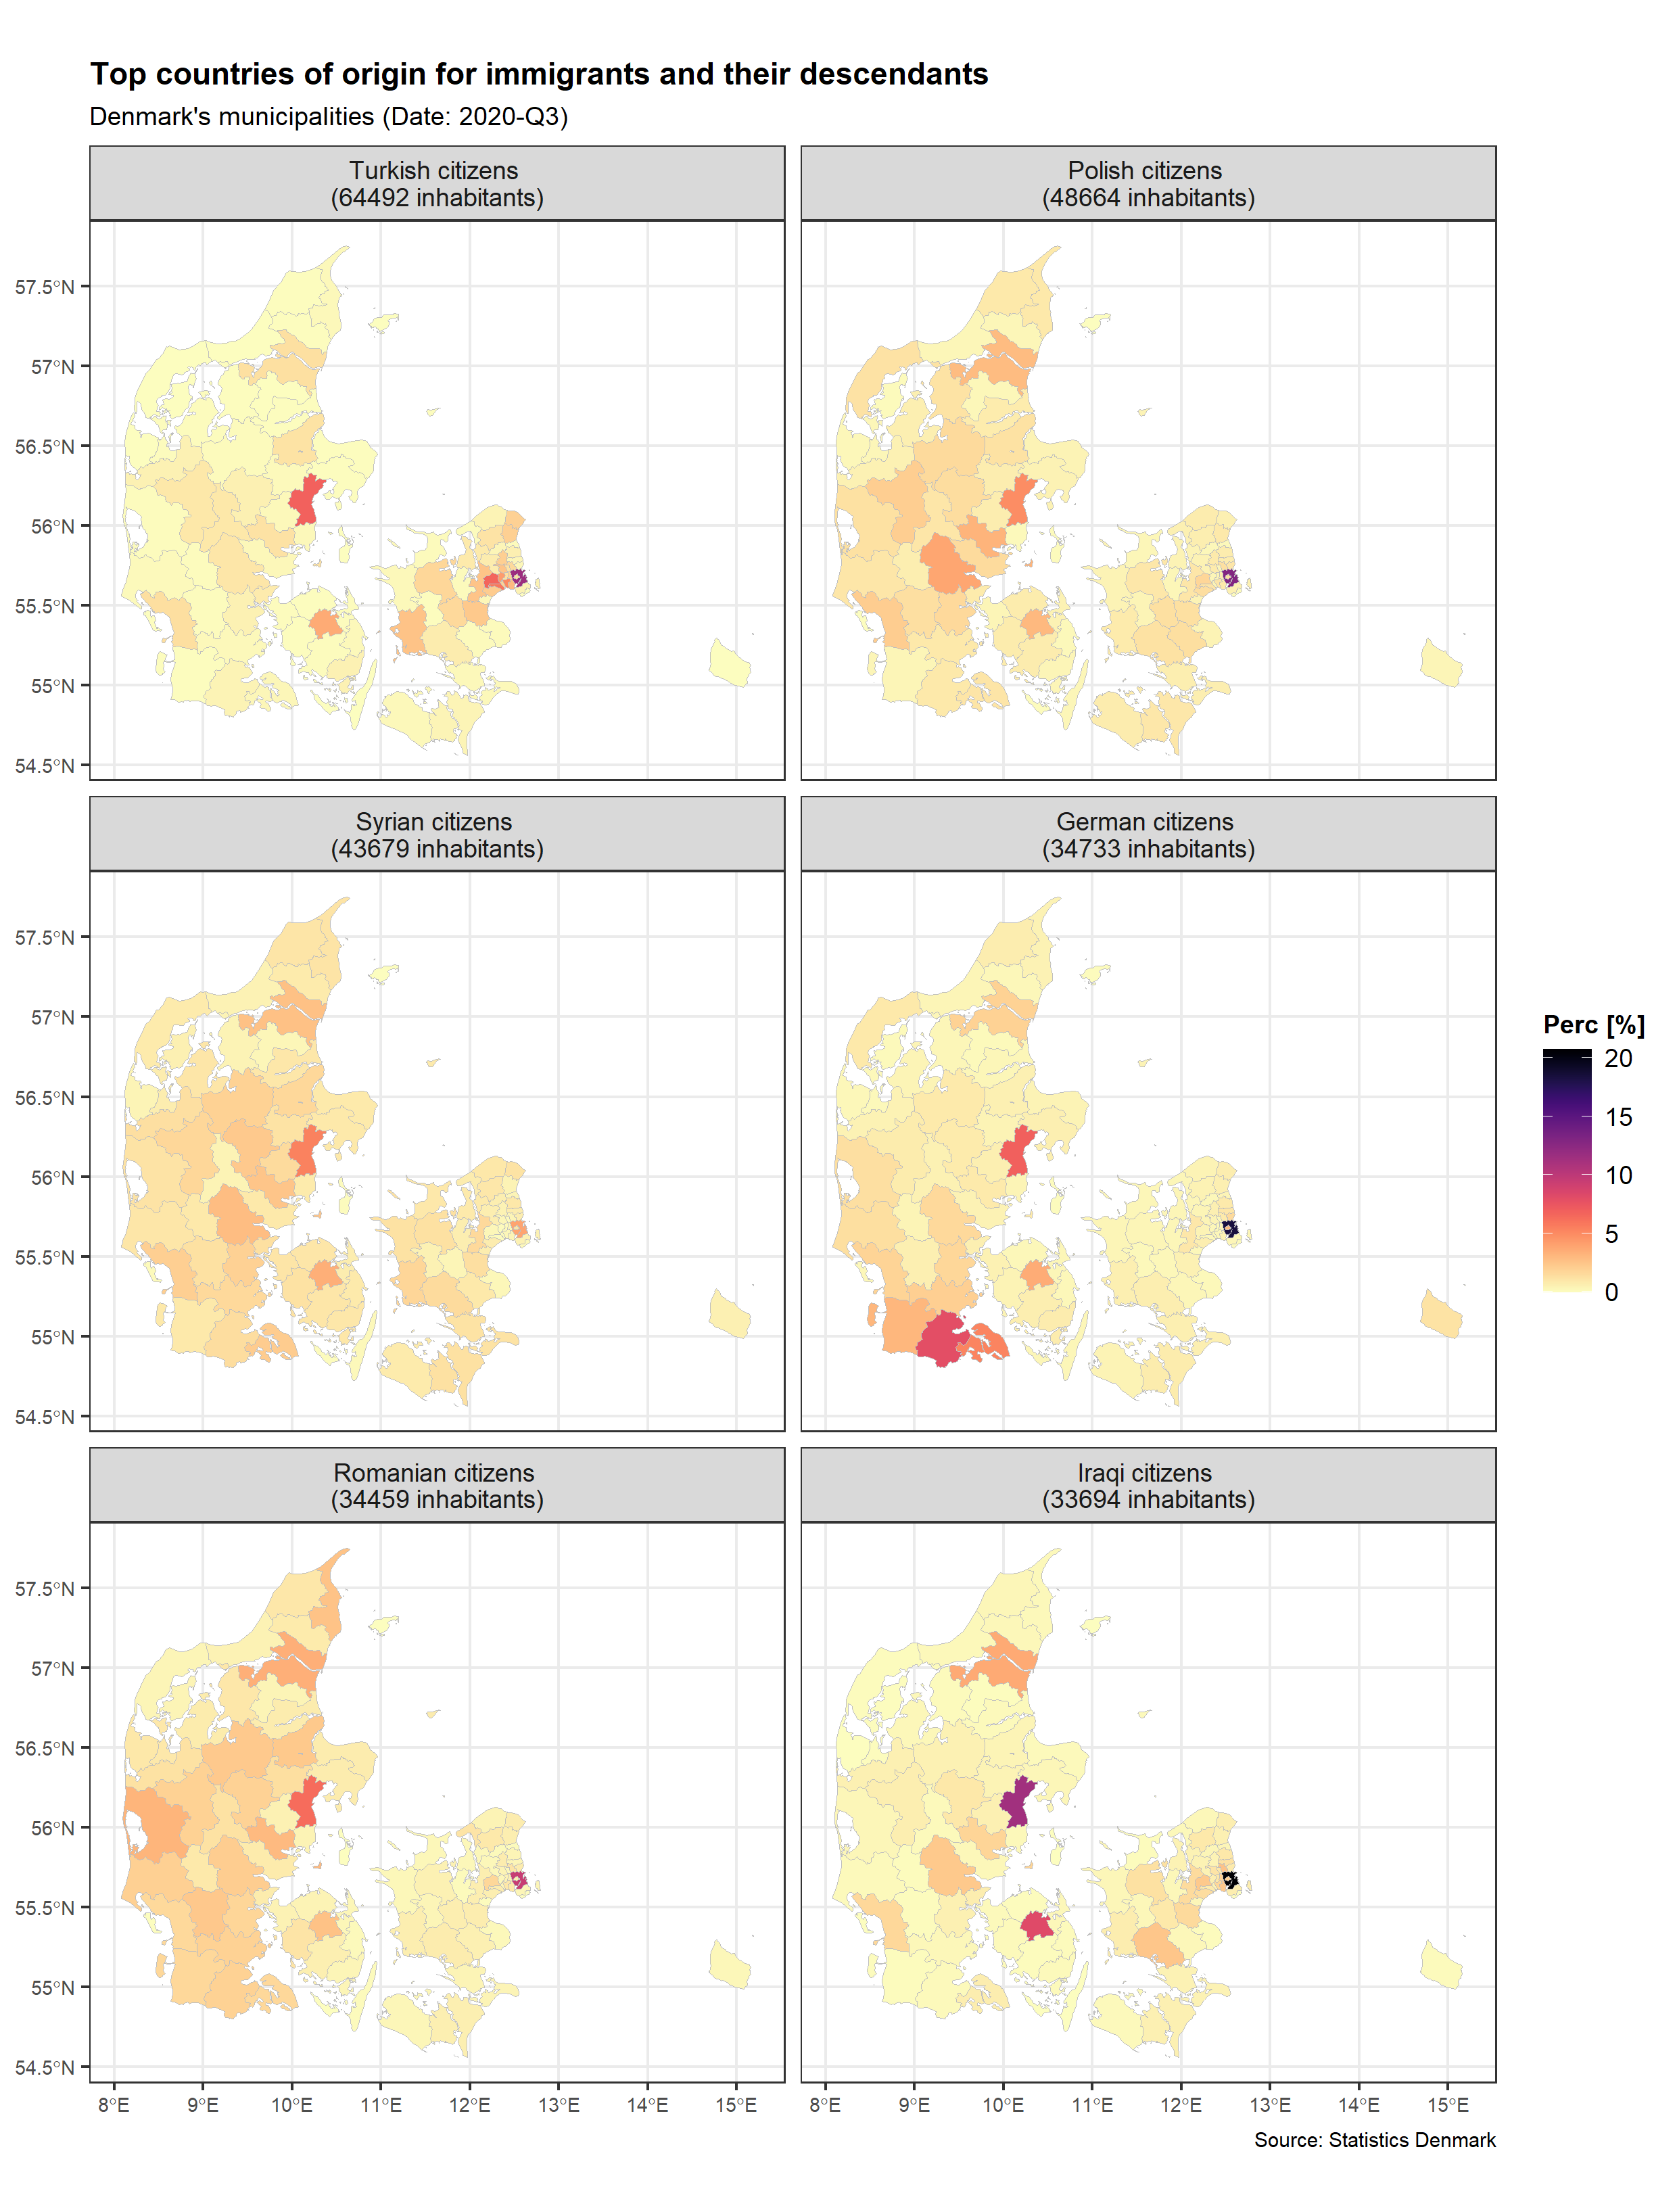 Top countries of origin for immigrants and their descendants
Denmark's municipalities (Date: 2020-Q3)
Turkish citizens
(64492 inhabitants)
Polish citizens
(48664 inhabitants)
57.5°N
57°N
56.5°N
56°N
55.5°N
55°N
54.5°N
Syrian citizens
(43679 inhabitants)
German citizens
(34733 inhabitants)
57.5°N
57°N
56.5°N
56°N
55.5°N
55°N
54.5°N
Perc [%]
20
15
10
5
0
Romanian citizens
(34459 inhabitants)
Iraqi citizens
(33694 inhabitants)
57.5°N
57°N
56.5°N
56°N
55.5°N
55°N
54.5°N
8°E 9°E 10°E 11°E 12°E 13°E 14°E 15°E
8°E 9°E 10°E 11°E 12°E 13°E 14°E 15°E
Source: Statistics Denmark